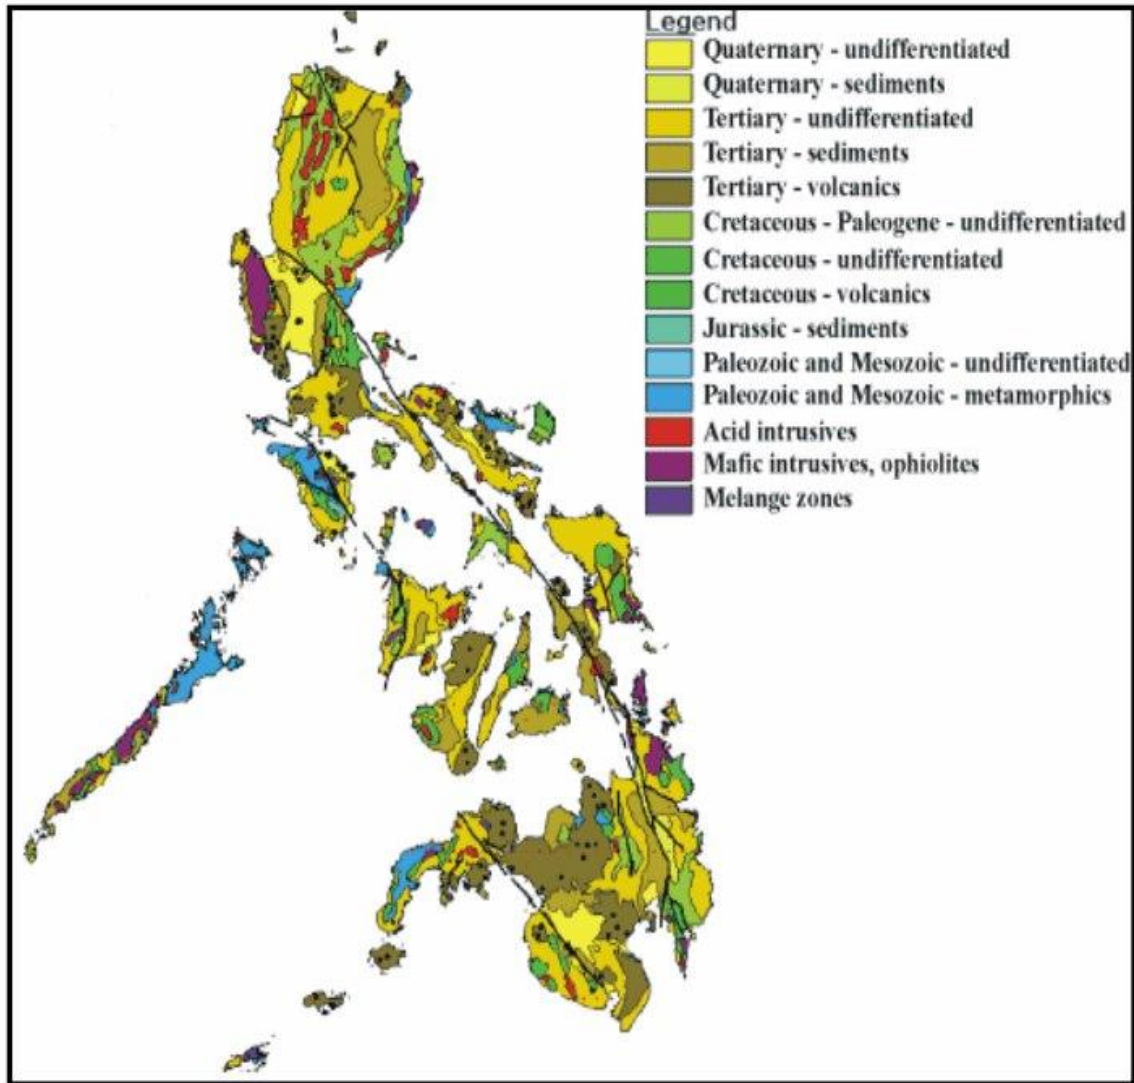 Legend
Quaternary - undifferentiated
Quaternary - sediments
Tertiary - undifferentiated
Tertiary - sediments
Tertiary - volcanics
Cretaceous - Paleogene - undifferentiated
Cretaceous - undifferentiated
Cretaceous - volcanics
Jurassic - sediments
Paleozoic and Mesozoic - undifferentiated
Paleozoic and Mesozoic - metamorphics
Acid intrusives
Mafic intrusives, ophiolites
Melange zones